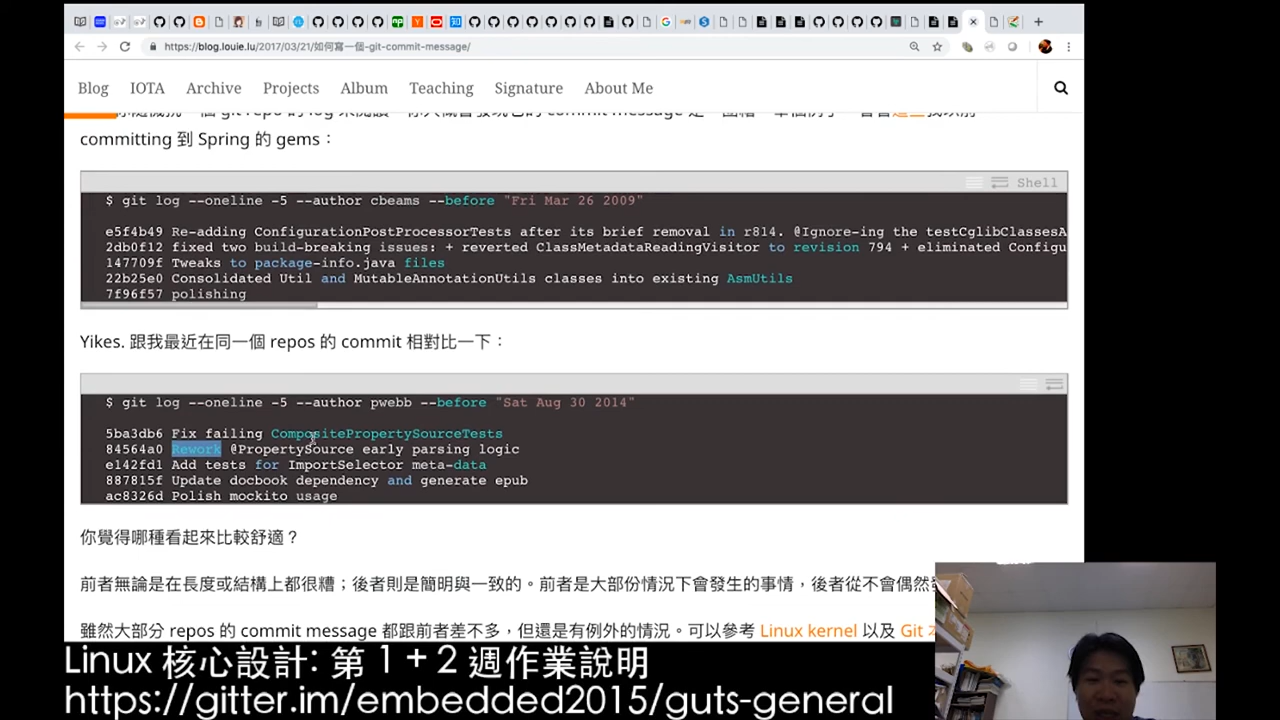 https://blog.louie.lu/2017/03/21/如何寫一個-git-commit-message/
Blog IOTA Archive Projects Album Teaching Signature About Me
committing 到 Spring 的 gems：
Shell
$ git log --oneline -5 --author cbeams --before "Fri Mar 26 2009"
e5f4b49 Re-adding ConfigurationPostProcessorTests after its brief removal in r814. @Ignore-ing the testCglibClassesA
2db0f12 fixed two build-breaking issues: + reverted ClassMetadataReadingVisitor to revision 794 + eliminated Configu
147709f Tweaks to package-info.java files
22b25e0 Consolidated Util and MutableAnnotationUtils classes into existing AsmUtils
7f96f57 polishing
Yikes. 跟我最近在同一個 repos 的 commit 相對比一下：
$ git log --oneline -5 --author pwebb --before "Sat Aug 30 2014"
5ba3db6 Fix failing CompositePropertySourceTests
84564a0 Rework @PropertySource early parsing logic
e142fd1 Add tests for ImportSelector meta-data
887815f Update docbook dependency and generate epub
ac8326d Polish mockito usage
你覺得哪種看起來比較舒適？
前者無論是在長度或結構上都很糟；後者則是簡明與一致的。前者是大部份情況下會發生的事情，後者從不會偶然
雖然大部分 repos 的 commit message 都跟前者差不多，但還是有例外的情況。可以參考 Linux kernel 以及 Git
Linux 核心設計: 第 1 + 2 週作業說明
https://gitter.im/embedded2015/guts-general